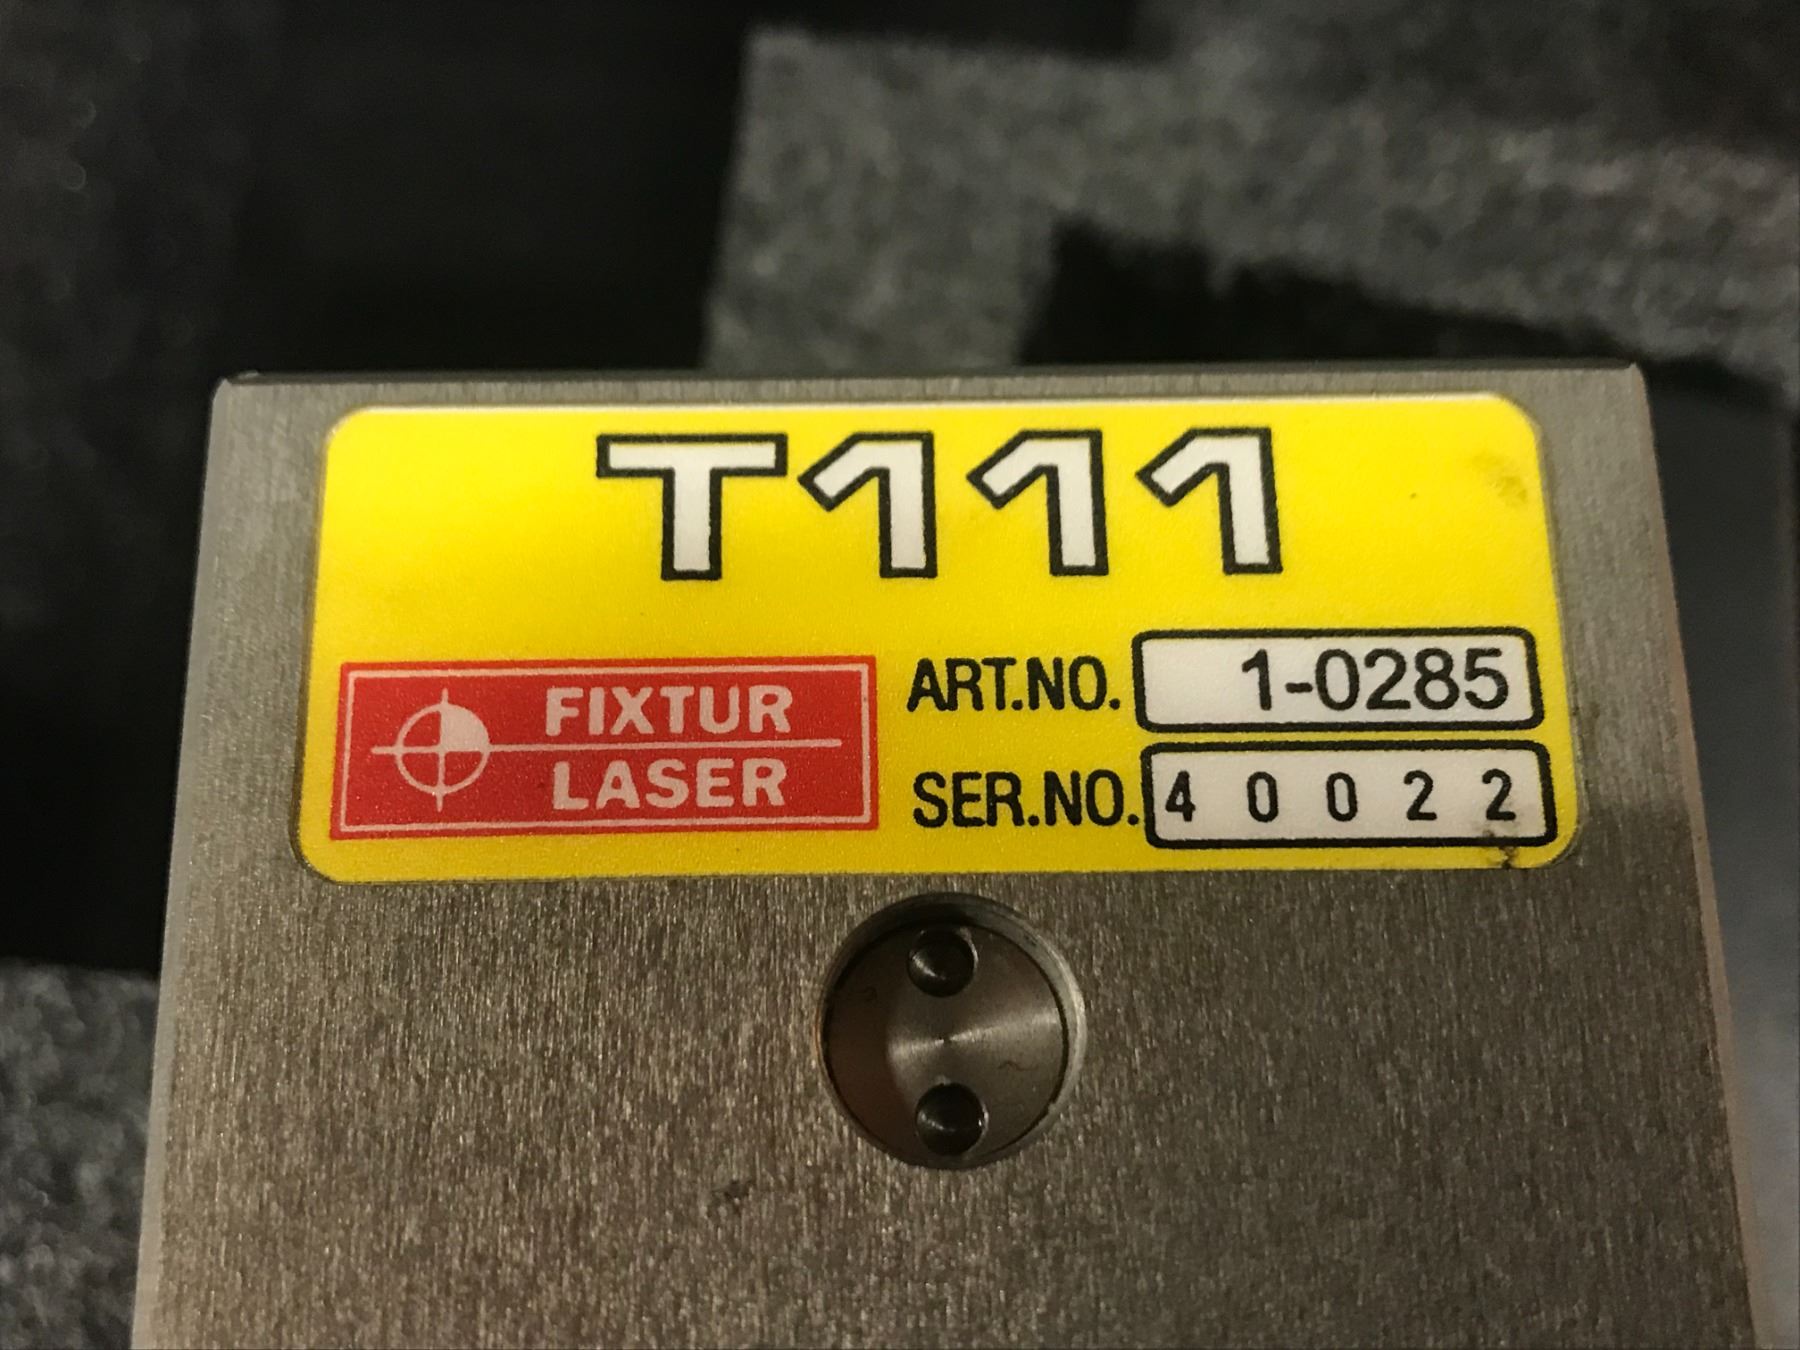 T111
FIXTUR
LASER
ART.NO. 1-0285
SER.NO. 4 0 0 2 2